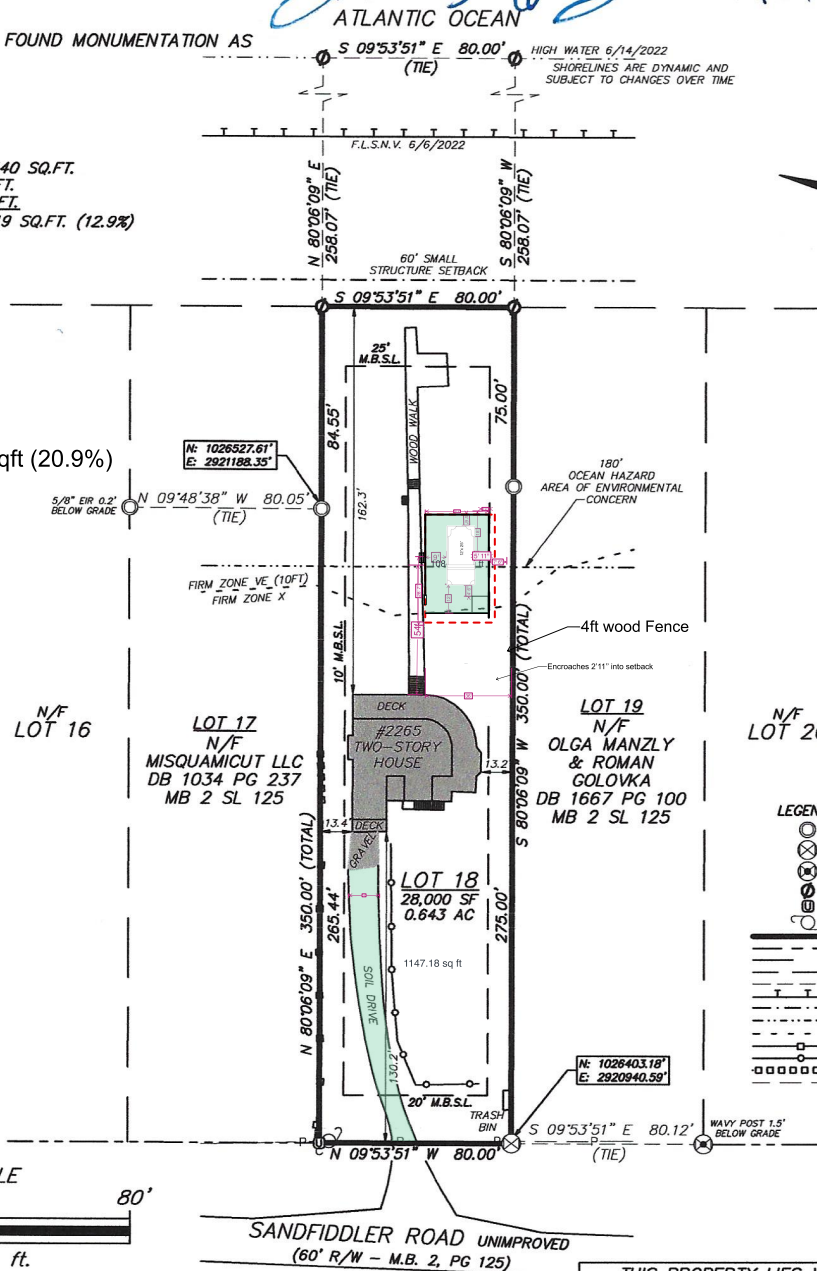 ATLANTIC OCEAN
FOUND MONUMENTATION AS
S 09°53'51" E 80.00'
(TIE)
HIGH WATER 6/14/2022
SHORELINES ARE DYNAMIC AND
SUBJECT TO CHANGES OVER TIME
F.L.S.N.V. 6/6/2022
40 SQ.FT.
FT.
FT.
9 SQ.FT. (12.9%)
N 80°06'09" E
258.07' (TIE)
S 80°06'09" W
258.07' (TIE)
60' SMALL
STRUCTURE SETBACK
S 09°53'51" E 80.00'
25'
M.B.S.L.
84.55'
75.00'
WOOD WALK
162.3'
qft (20.9%)
N: 1026527.61'
E: 2921188.35'
5/8" EIR 0.2'
BELOW GRADE
N 09°48'38" W 80.05'
(TIE)
180'
OCEAN HAZARD
AREA OF ENVIRONMENTAL
CONCERN
FIRM ZONE VE (10FT)
FIRM ZONE X
108
5' 11"
54ft
4ft wood Fence
Encroaches 2'11" into setback
10' M.B.S.L.
350.00' (TOTAL)
S 80°06'09" W
N/F
LOT 16
LOT 17
N/F
MISQUAMICUT LLC
DB 1034 PG 237
MB 2 SL 125
DECK
#2265
TWO-STORY
HOUSE
13.2'
LOT 19
N/F
OLGA MANZLY
& ROMAN
GOLOVKA
DB 1667 PG 100
MB 2 SL 125
N/F
LOT 20
LEGEN
13.4'
DECK
GRAVEL
LOT 18
28,000 SF
0.643 AC
N 80°06'09" E 350.00' (TOTAL)
265.44'
275.00'
1147.18 sq ft
SOIL DRIVE
130.2'
20' M.B.S.L.
TRASH
BIN
N: 1026403.18'
E: 2920940.59'
N 09°53'51" W 80.00'
S 09°53'51" E 80.12'
(TIE)
WAVY POST 1.5'
BELOW GRADE
P
P
P
LE
80'
ft.
SANDFIDDLER ROAD UNIMPROVED
(60' R/W - M.B. 2, PG 125)
THIS PROPERTY LIES